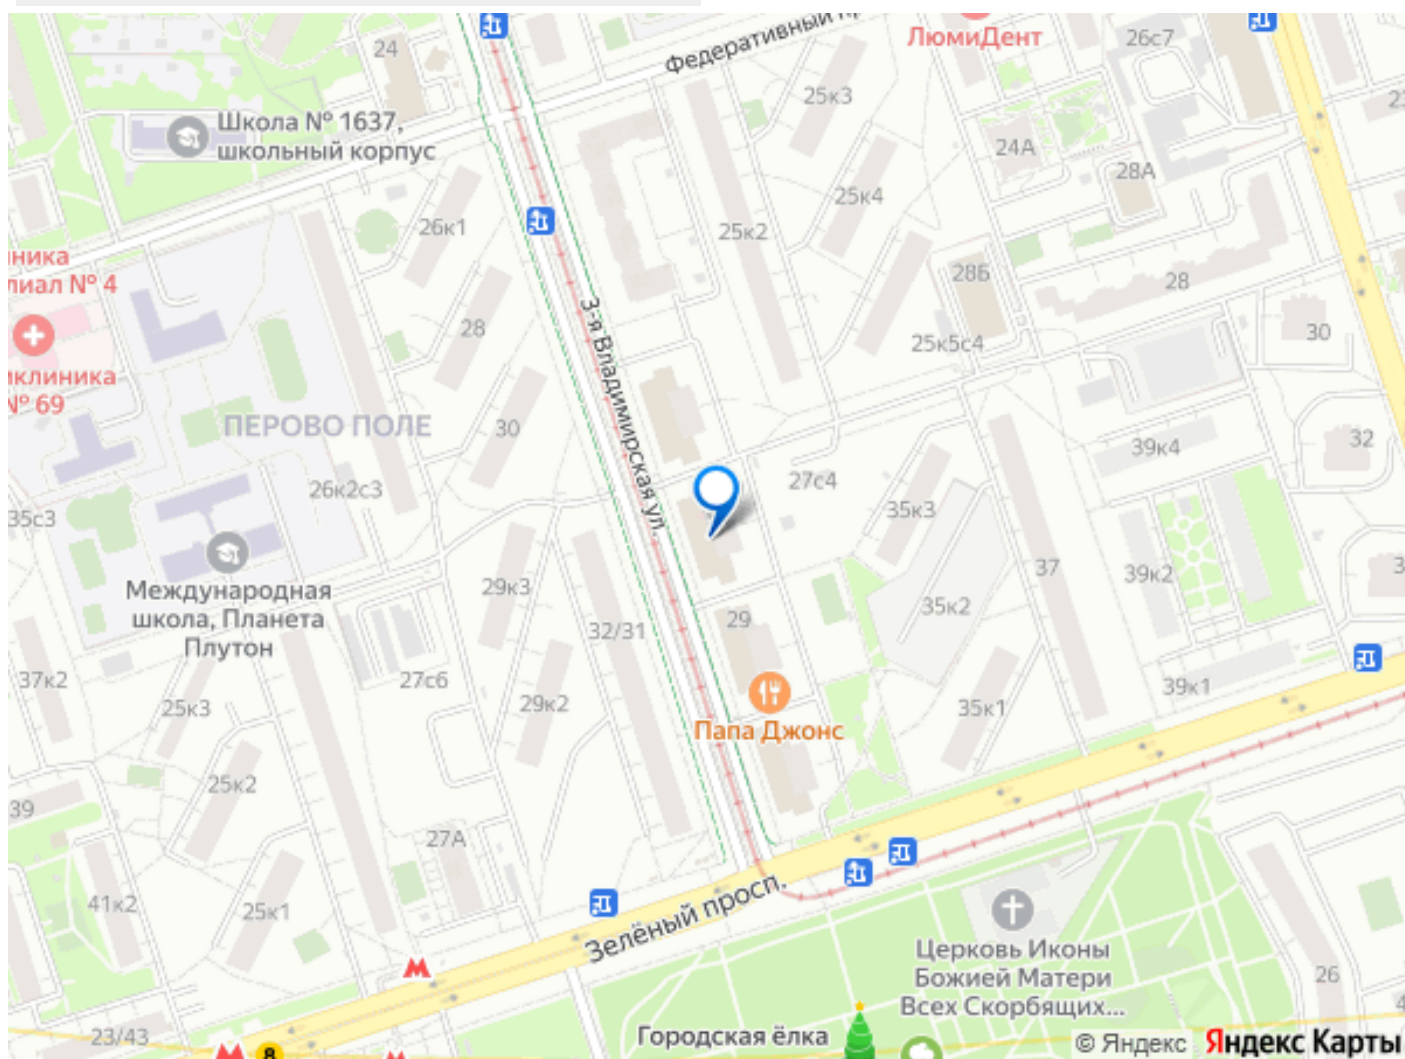 Федеративный
ЛюмиДент
26с7
24
25к3
Школа № 1637,
школьный корпус
24А
28А
25к4
26к1
25к2
28Б
28
№ 4
3-я Владимирская ул.
28
25к5с4
30
№ 69
ПЕРОВО ПОЛЕ
30
32
39к4
26к2с3
27с4
35с3
35к3
Международная
школа, Планета
Плутон
29к3
37
39к2
35к2
32/31
29
37к2
27с6
39к1
25к3
29к2
35к1
Папа Джонс
25к2
39
27А
41к2
25к1
Зелёный просп.
Церковь Иконы
Божией Матери
Всех Скорбящих...
26
23/43
8
Городская ёлка
© Яндекс Яндекс Карты